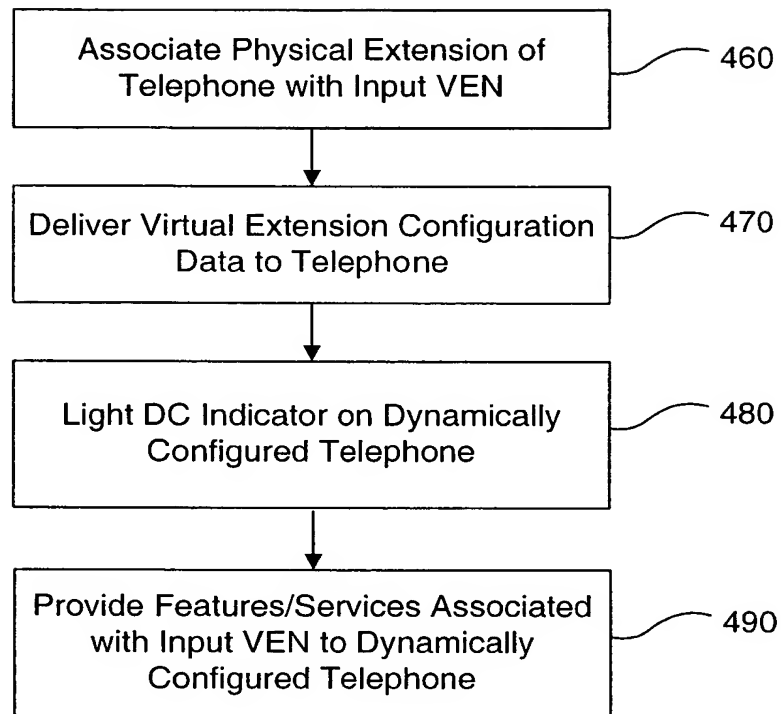 Associate Physical Extension of
Telephone with Input VEN
460
Deliver Virtual Extension Configuration
Data to Telephone
470
Light DC Indicator on Dynamically
Configured Telephone
480
Provide Features/Services Associated
with Input VEN to Dynamically
Configured Telephone
490